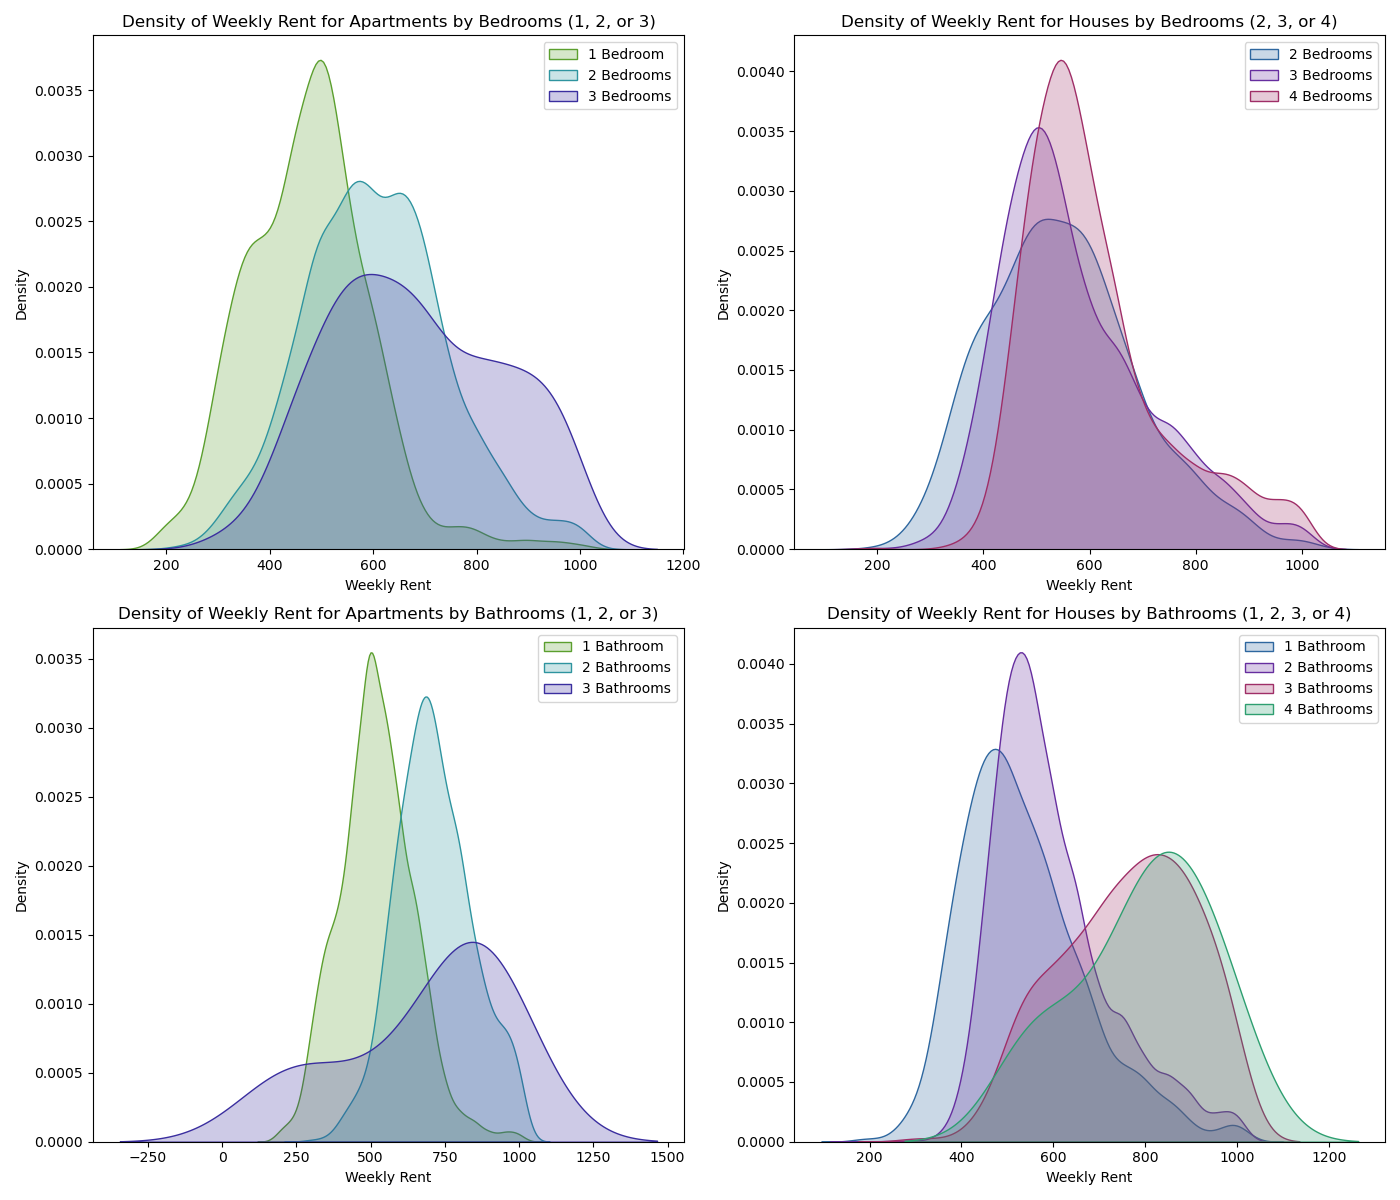 Density of Weekly Rent for Apartments by Bedrooms (1, 2, or 3)
1 Bedroom
2 Bedrooms
3 Bedrooms
0.0035
0.0030
0.0025
0.0020
0.0015
0.0010
0.0005
0.0000
Density
200 400 600 800 1000 1200
Weekly Rent
Density of Weekly Rent for Houses by Bedrooms (2, 3, or 4)
2 Bedrooms
3 Bedrooms
4 Bedrooms
0.0040
0.0035
0.0030
0.0025
0.0020
0.0015
0.0010
0.0005
0.0000
Density
200 400 600 800 1000
Weekly Rent
Density of Weekly Rent for Apartments by Bathrooms (1, 2, or 3)
1 Bathroom
2 Bathrooms
3 Bathrooms
0.0035
0.0030
0.0025
0.0020
0.0015
0.0010
0.0005
0.0000
Density
−250 0 250 500 750 1000 1250 1500
Weekly Rent
Density of Weekly Rent for Houses by Bathrooms (1, 2, 3, or 4)
1 Bathroom
2 Bathrooms
3 Bathrooms
4 Bathrooms
0.0040
0.0035
0.0030
0.0025
0.0020
0.0015
0.0010
0.0005
0.0000
Density
200 400 600 800 1000 1200
Weekly Rent